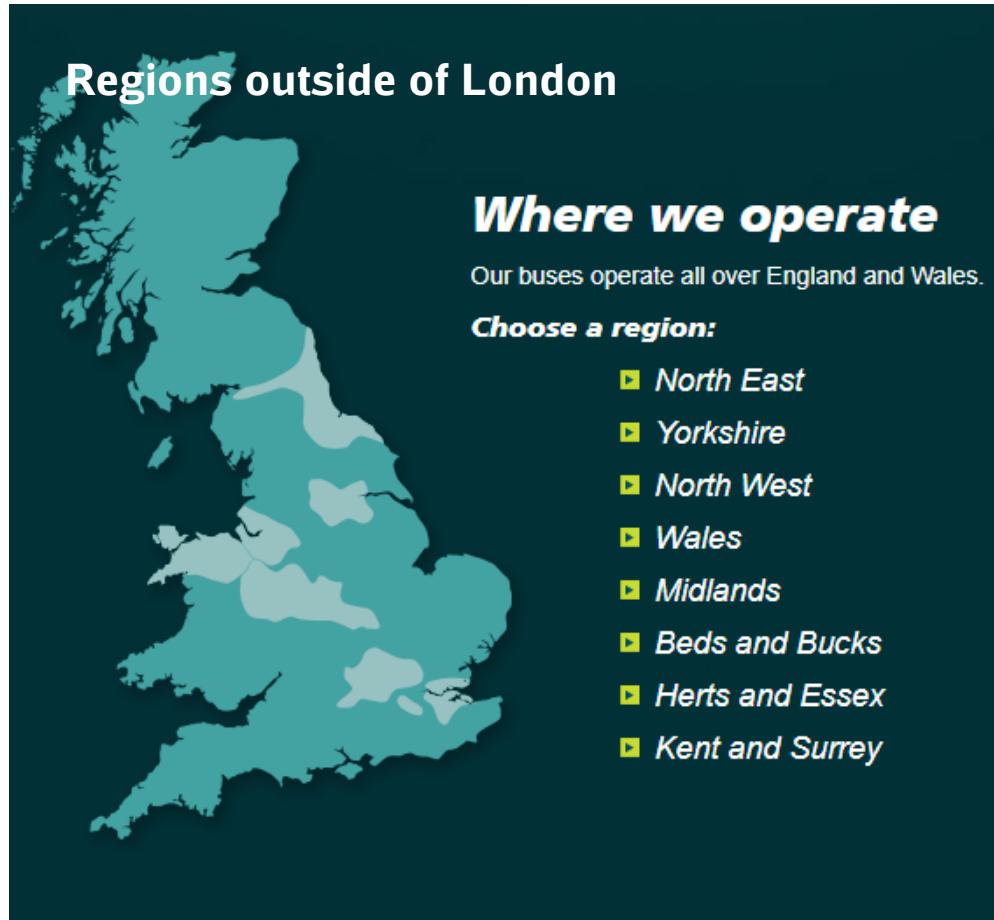 Regions outside of London
Where we operate
Our buses operate all over England and Wales.
Choose a region:
North East
Yorkshire
North West
Wales
Midlands
Beds and Bucks
Herts and Essex
Kent and Surrey